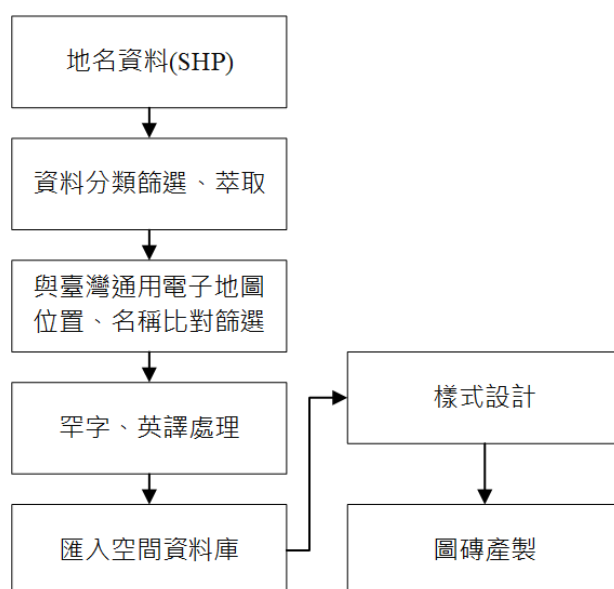 地名資料(SHP)
資料分類篩選、萃取
與臺灣通用電子地圖
位置、名稱比對篩選
罕字、英譯處理
匯入空間資料庫
樣式設計
圖磚產製